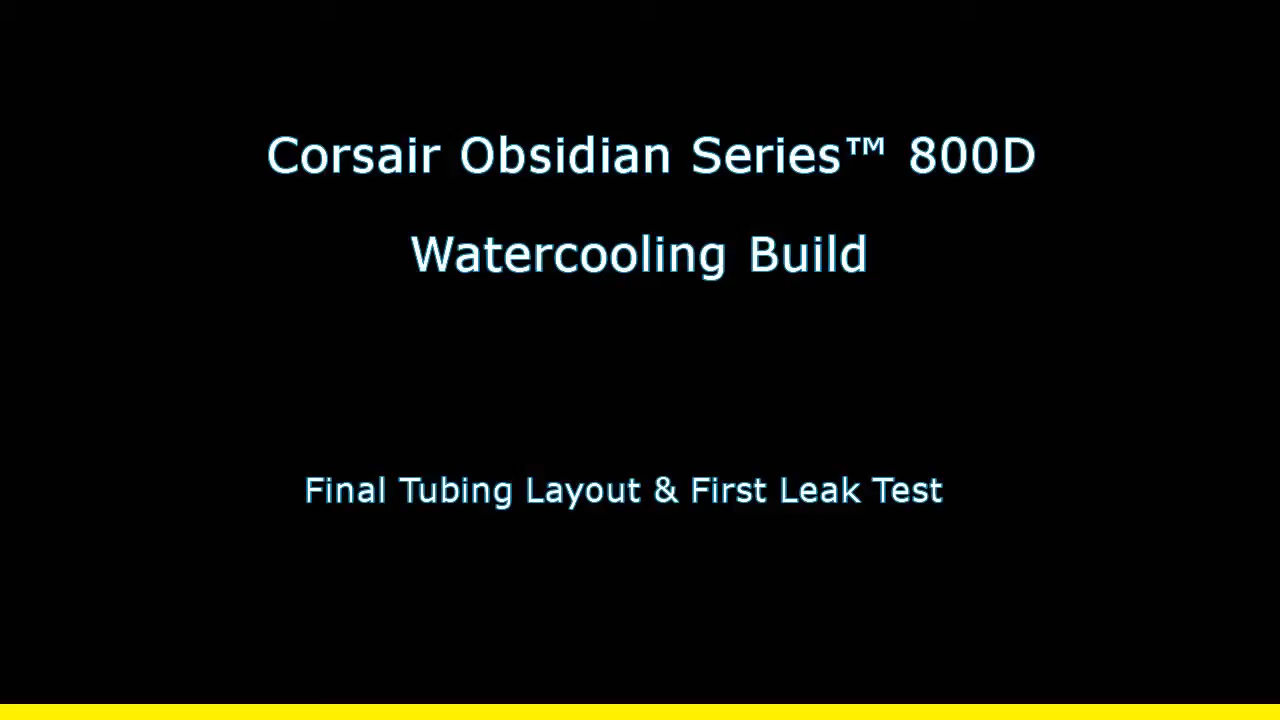 Corsair Obsidian Series™ 800D
Watercooling Build
Final Tubing Layout & First Leak Test